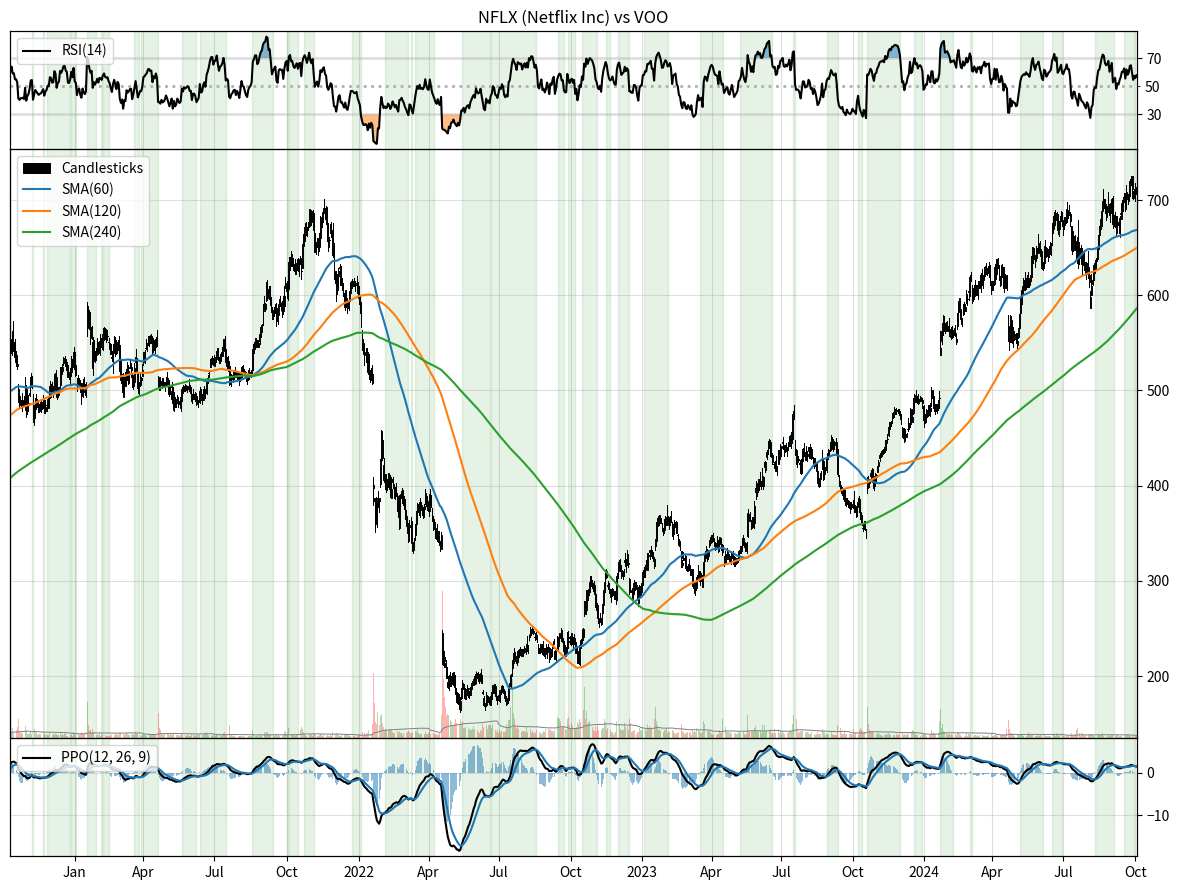 NFLX (Netflix Inc) vs VOO
RSI(14)
70
50
30
Candlesticks
SMA(60)
SMA(120)
SMA(240)
700
600
500
400
300
200
PPO(12, 26, 9)
0
−10
Jan Apr Jul Oct 2022 Apr Jul Oct 2023 Apr Jul Oct 2024 Apr Jul Oct